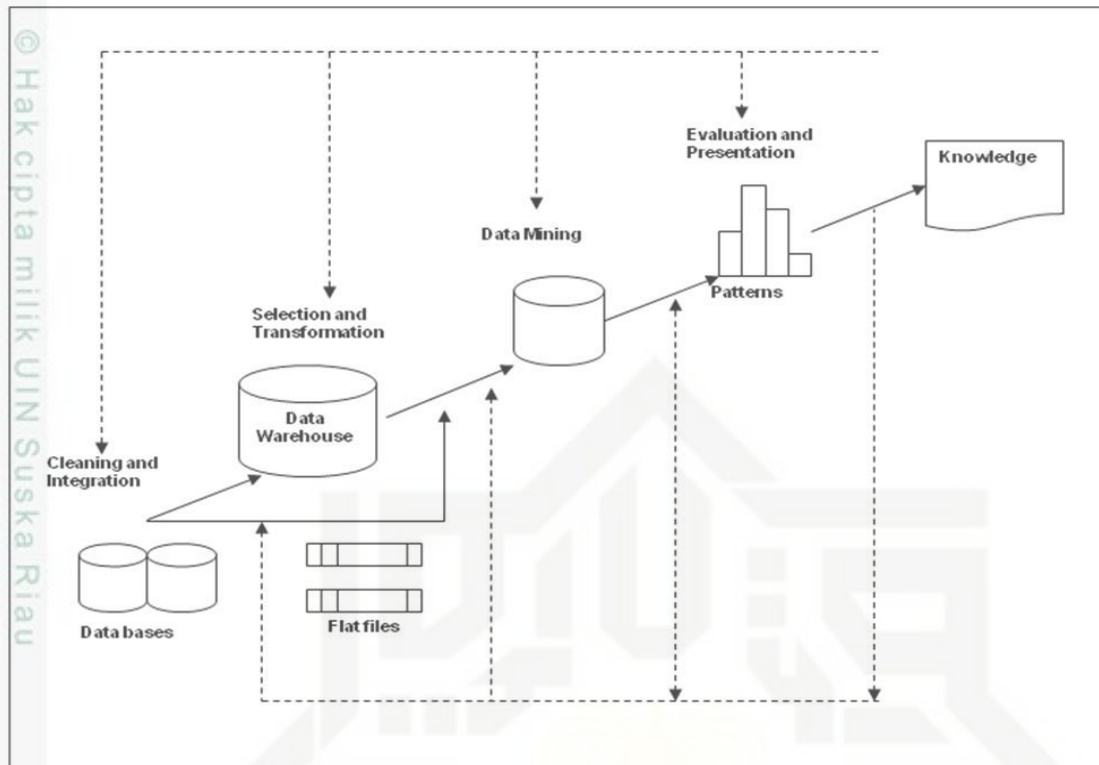 © Hak cipta milik UIN Suska Riau
Evaluation and
Presentation
Knowledge
Data Mining
Patterns
Selection and
Transformation
Data
Warehouse
Cleaning and
Integration
Data bases
Flat files